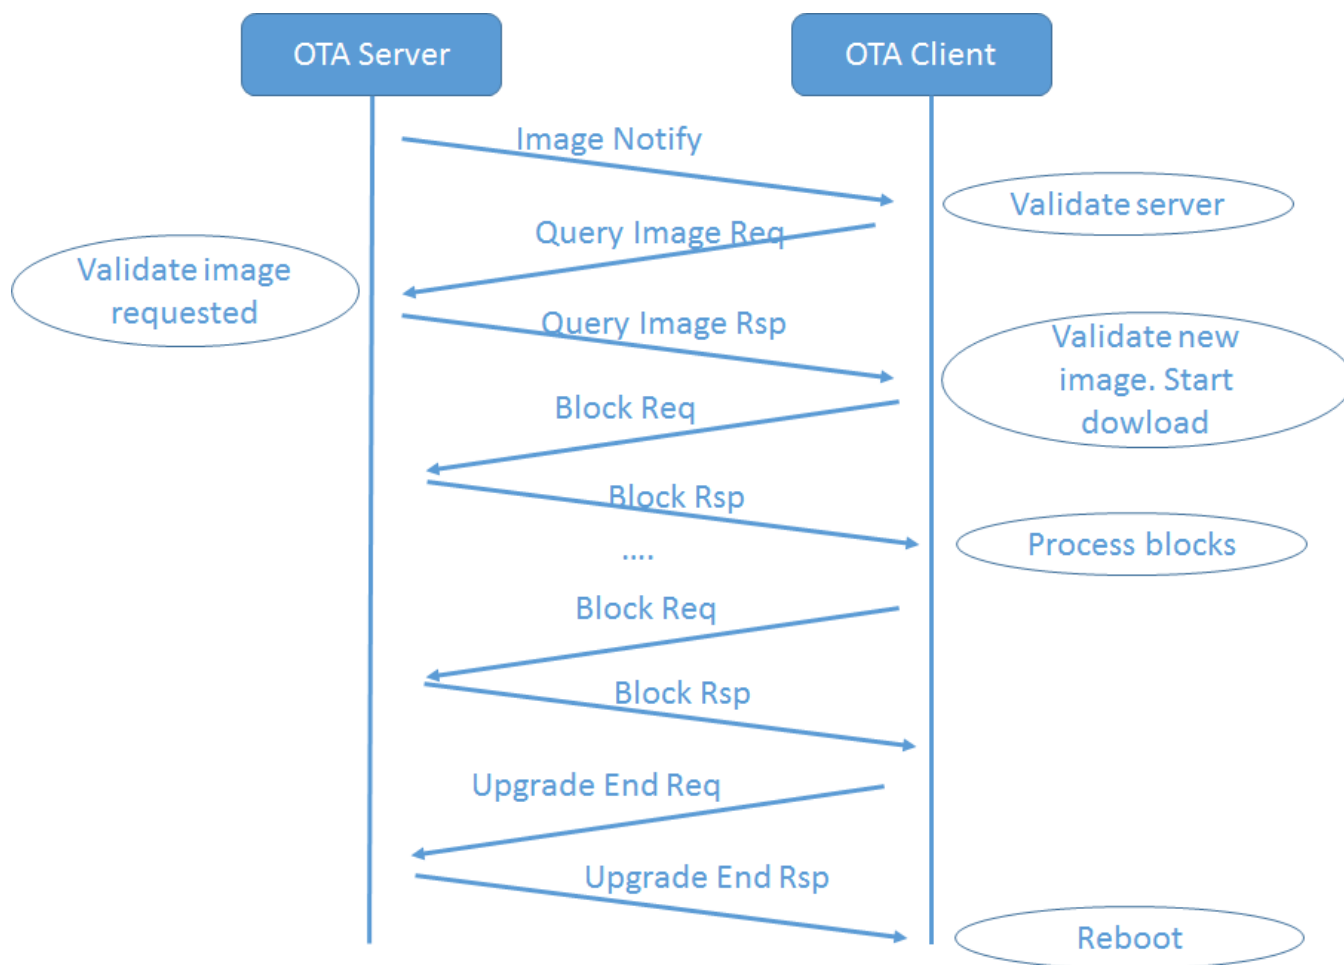 OTA Server
OTA Client
Image Notify
Validate server
Query Image Req
Validate image
requested
Query Image Rsp
Validate new
image. Start
dowload
Block Req
Block Rsp
Process blocks
....
Block Req
Block Rsp
Upgrade End Req
Upgrade End Rsp
Reboot